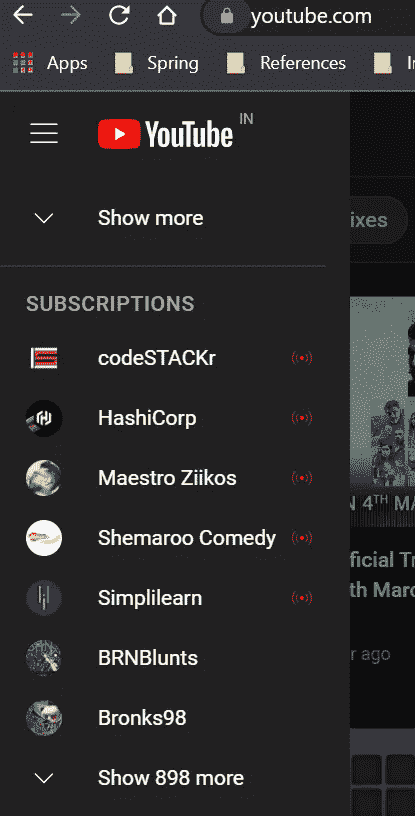 youtube.com
Apps Spring References
YouTube IN
Show more
ixes
SUBSCRIPTIONS
codeSTACKr
HashiCorp
Maestro Ziikos
N 4TH MA
Shemaroo Comedy
ficial Tr
th Marc
Simplilearn
BRNBlunts
r ago
Bronks98
Show 898 more